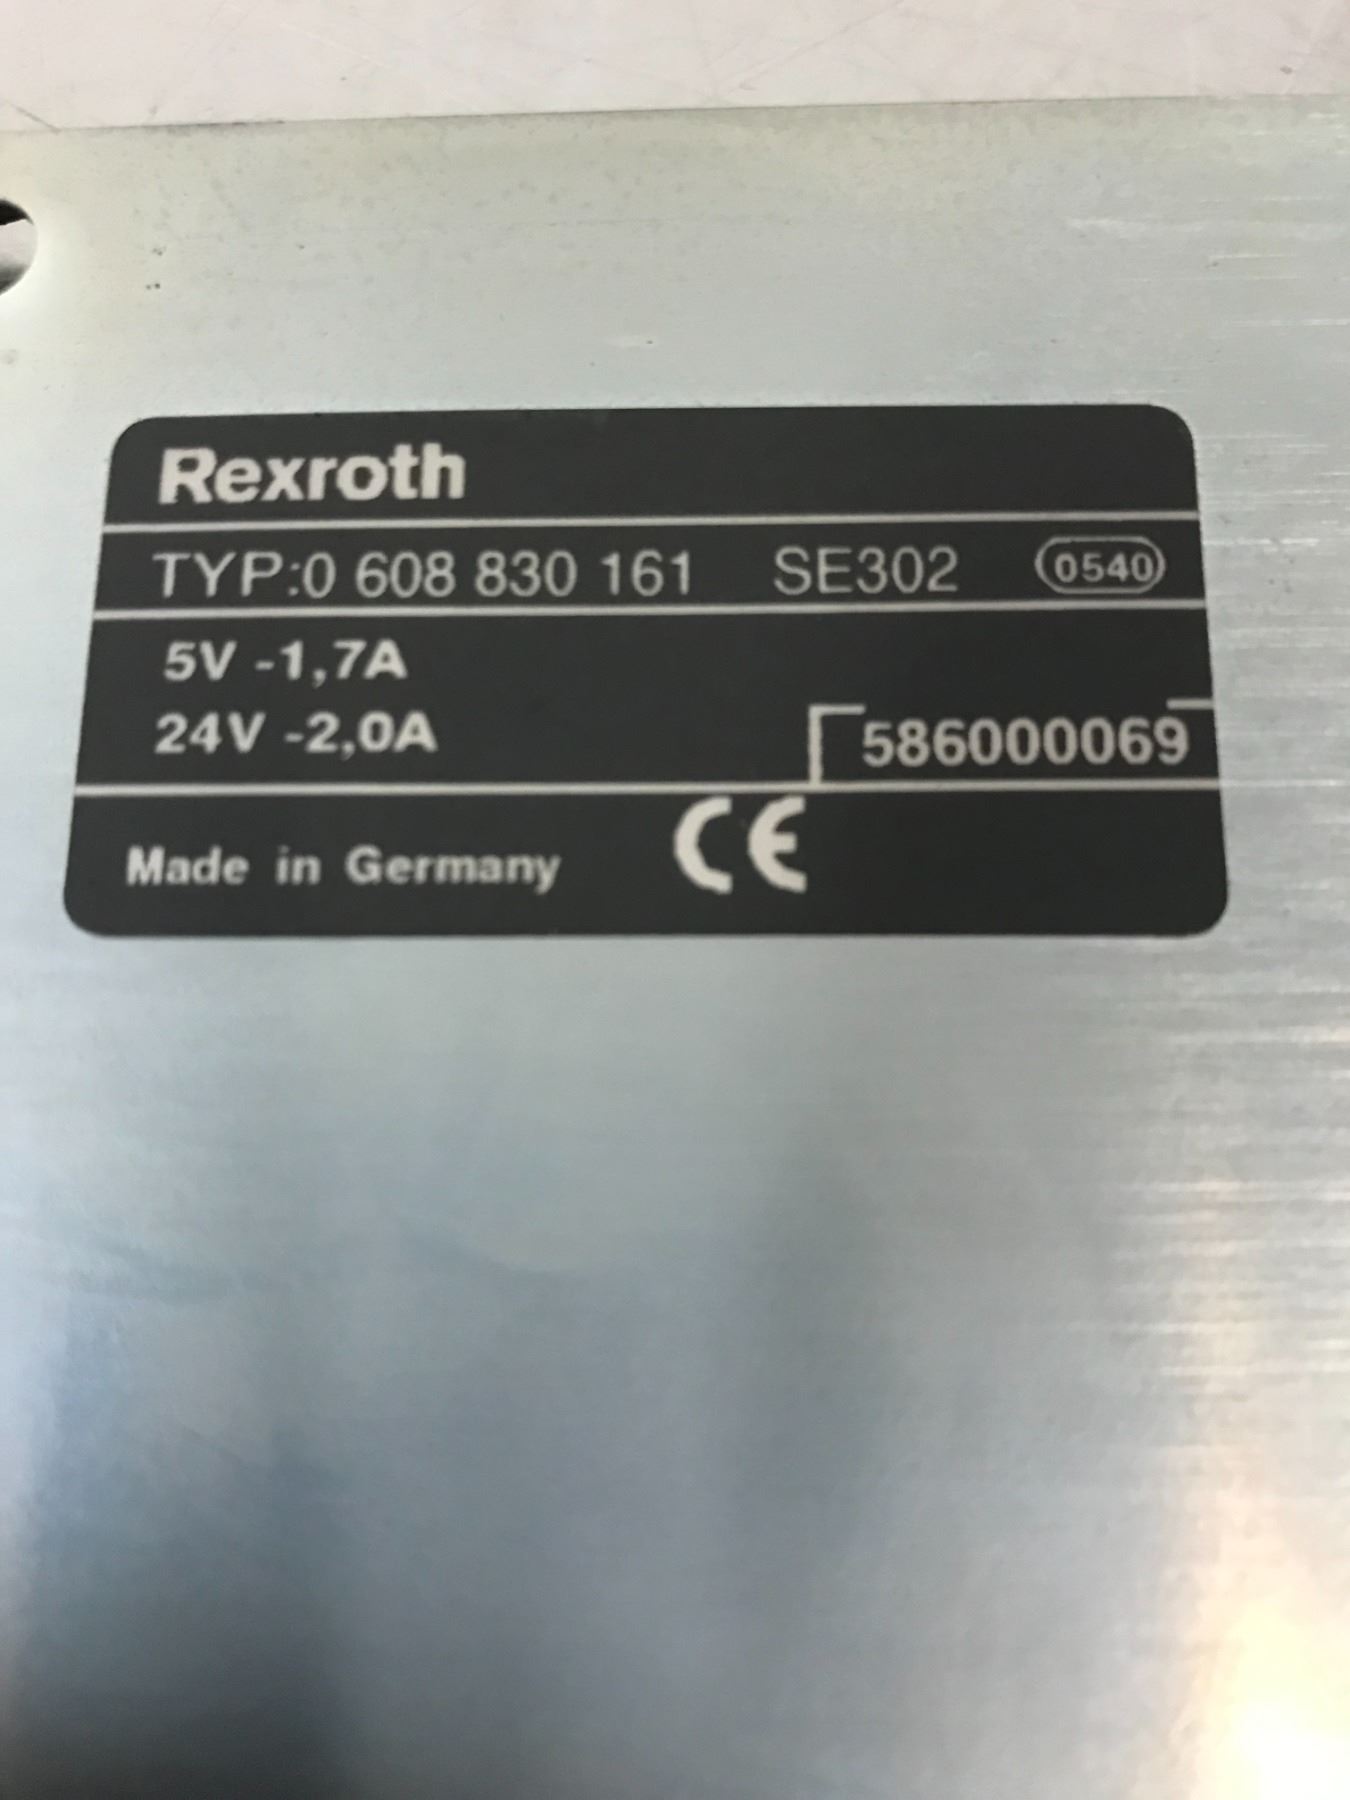 Rexroth
TYP:0 608 830 161 SE302 0540
5V -1,7A
24V -2,0A
586000069
Made in Germany CE